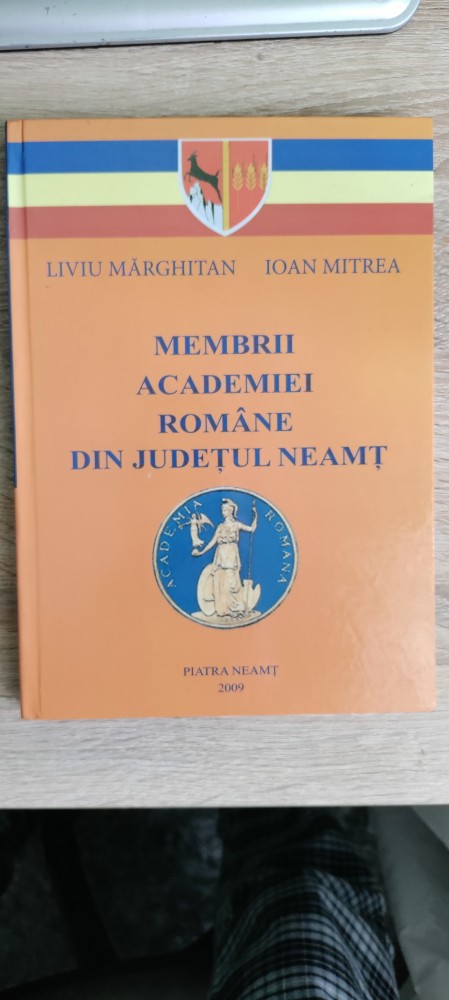 LIVIU MĂRGHITAN IOAN MITREA
MEMBRII
ACADEMIEI
ROMÂNE
DIN JUDEȚUL NEAMȚ
ACADEMIA ROMANA
PIATRA NEAMȚ
2009